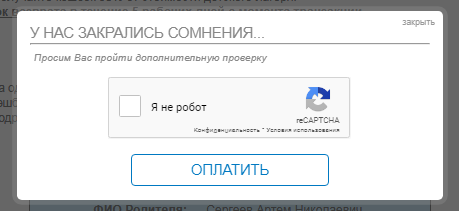 закрыть
У НАС ЗАКРАЛИСЬ СОМНЕНИЯ...
Просим Вас пройти дополнительную проверку
Я не робот
reCAPTCHA
Конфиденциальность * Условия использования
ОПЛАТИТЬ
ФИО Родителя: Сергеев Артем Николаевич